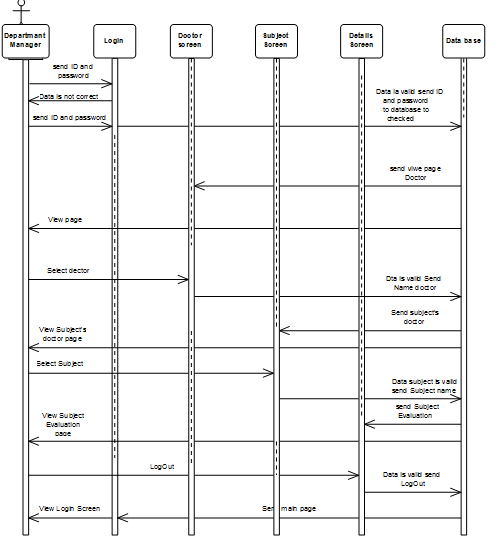 Departmant
Manager
Login
Doctor
screen
Subject
Screen
Details
Screen
Data base
send ID and
password
Data is not correct
Data is valid send ID
and password
to database to
checked
send ID and password
send viwe page
Doctor
View page
Select dector
Dta is valid Send
Name doctor
Send subject's
doctor
View Subject's
doctor page
Select Subject
Data subject is valid
send Subject name
send Subject
Evaluation
View Subject
Evaluation
page
LogOut
Data is valid send
LogOut
View Login Screen
Send main page